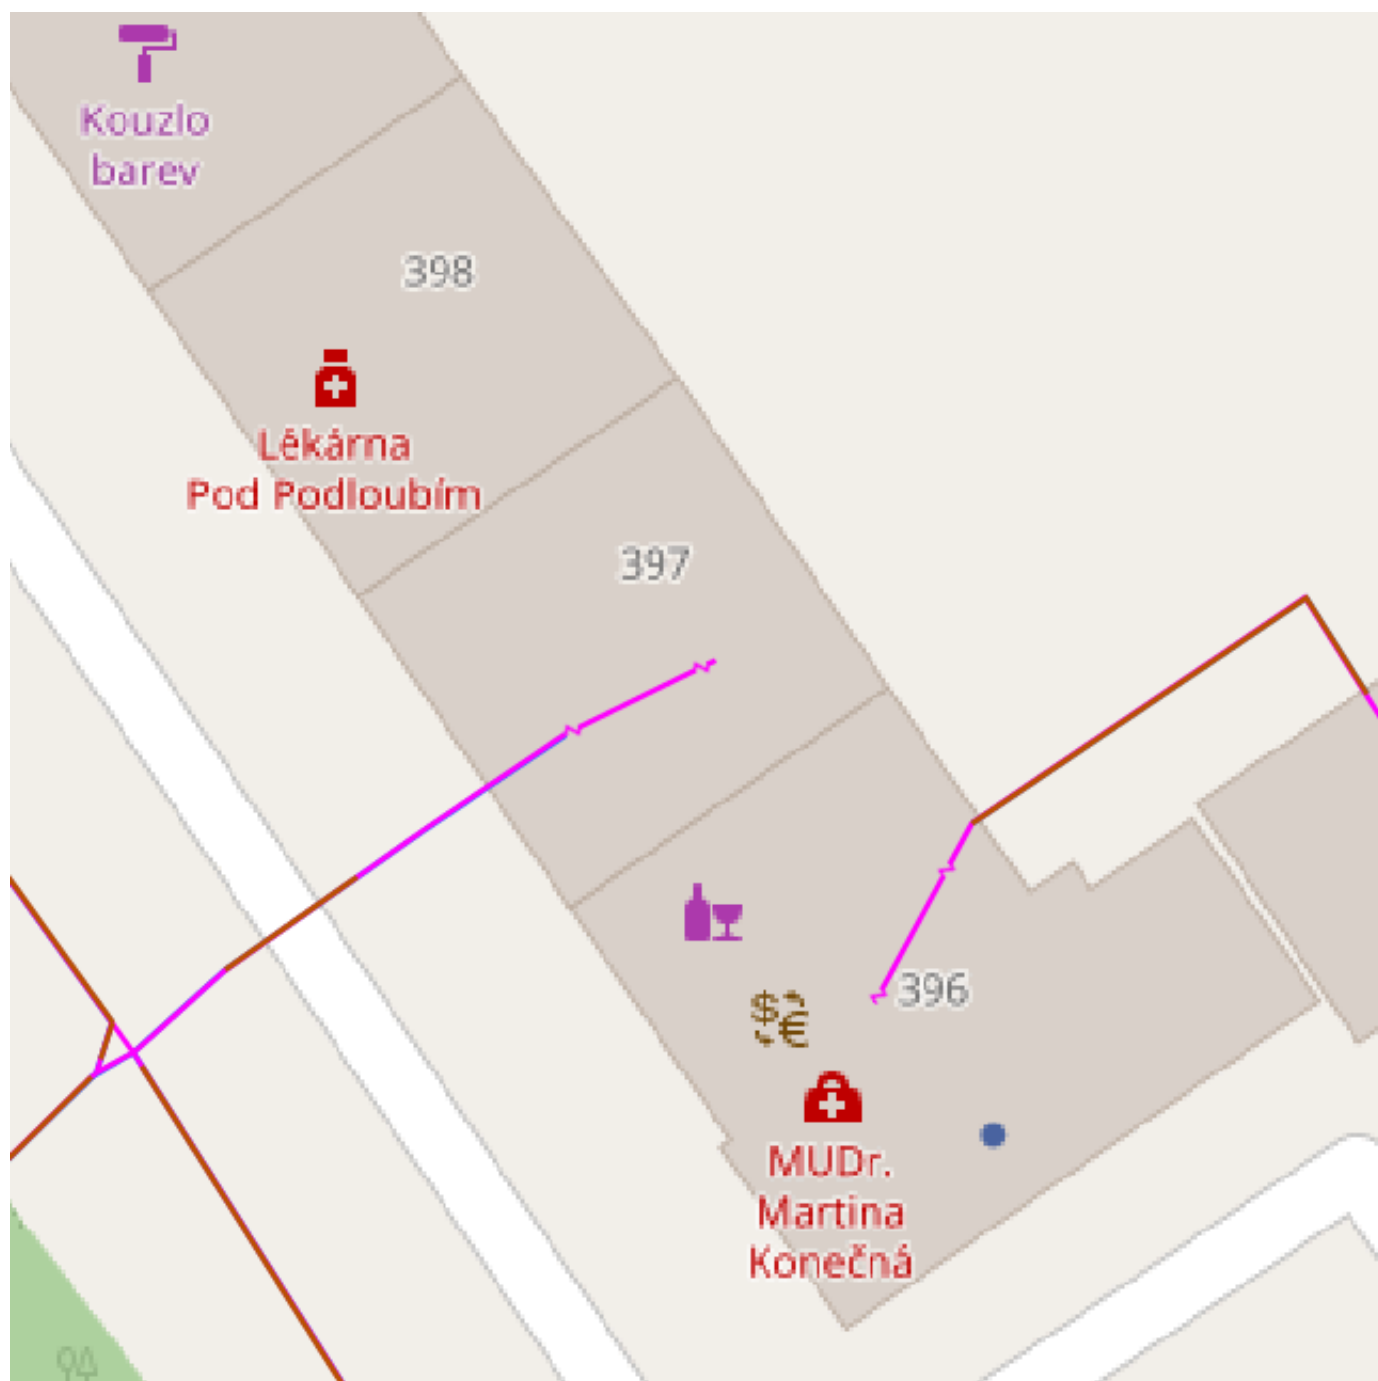 Kouzlo
barev
398
Lékárna
Pod Podloubím
397
396
MUDr.
Martina
Konečná